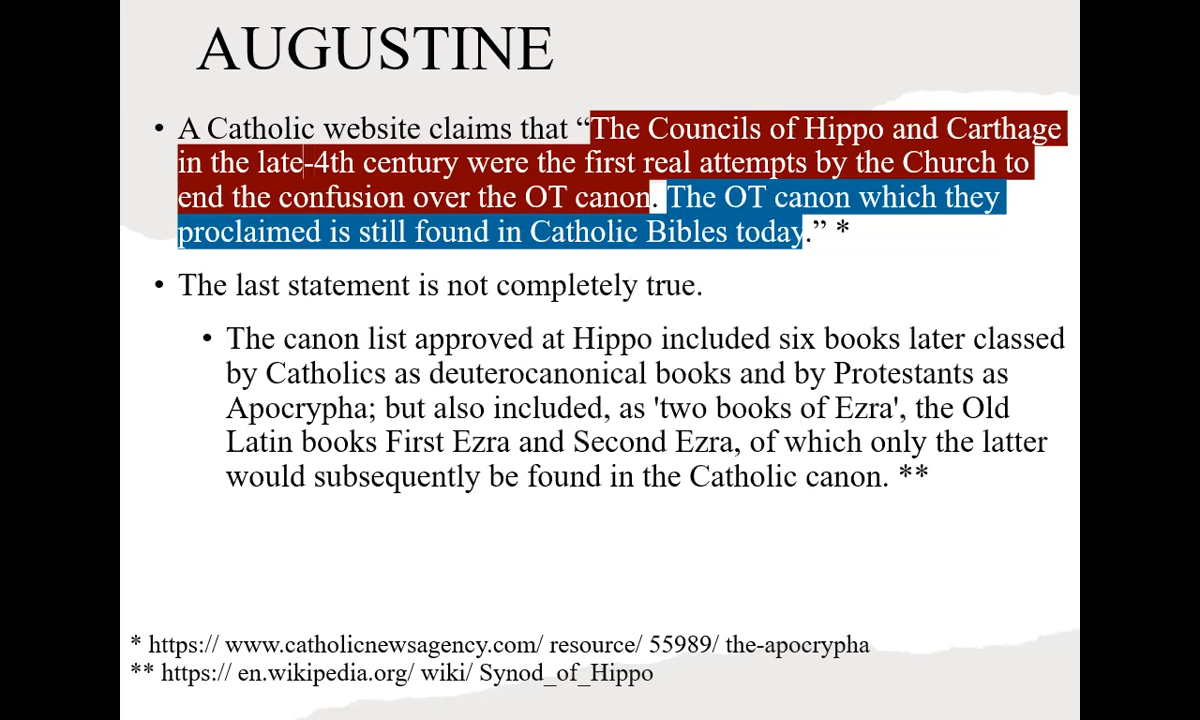 AUGUSTINE
• A Catholic website claims that “The Councils of Hippo and Carthage
in the late-4th century were the first real attempts by the Church to
end the confusion over the OT canon. The OT canon which they
proclaimed is still found in Catholic Bibles today.” *
• The last statement is not completely true.
• The canon list approved at Hippo included six books later classed
by Catholics as deuterocanonical books and by Protestants as
Apocrypha; but also included, as 'two books of Ezra', the Old
Latin books First Ezra and Second Ezra, of which only the latter
would subsequently be found in the Catholic canon. **
* https:// www.catholicnewsagency.com/ resource/ 55989/ the-apocrypha
** https:// en.wikipedia.org/ wiki/ Synod_of_Hippo